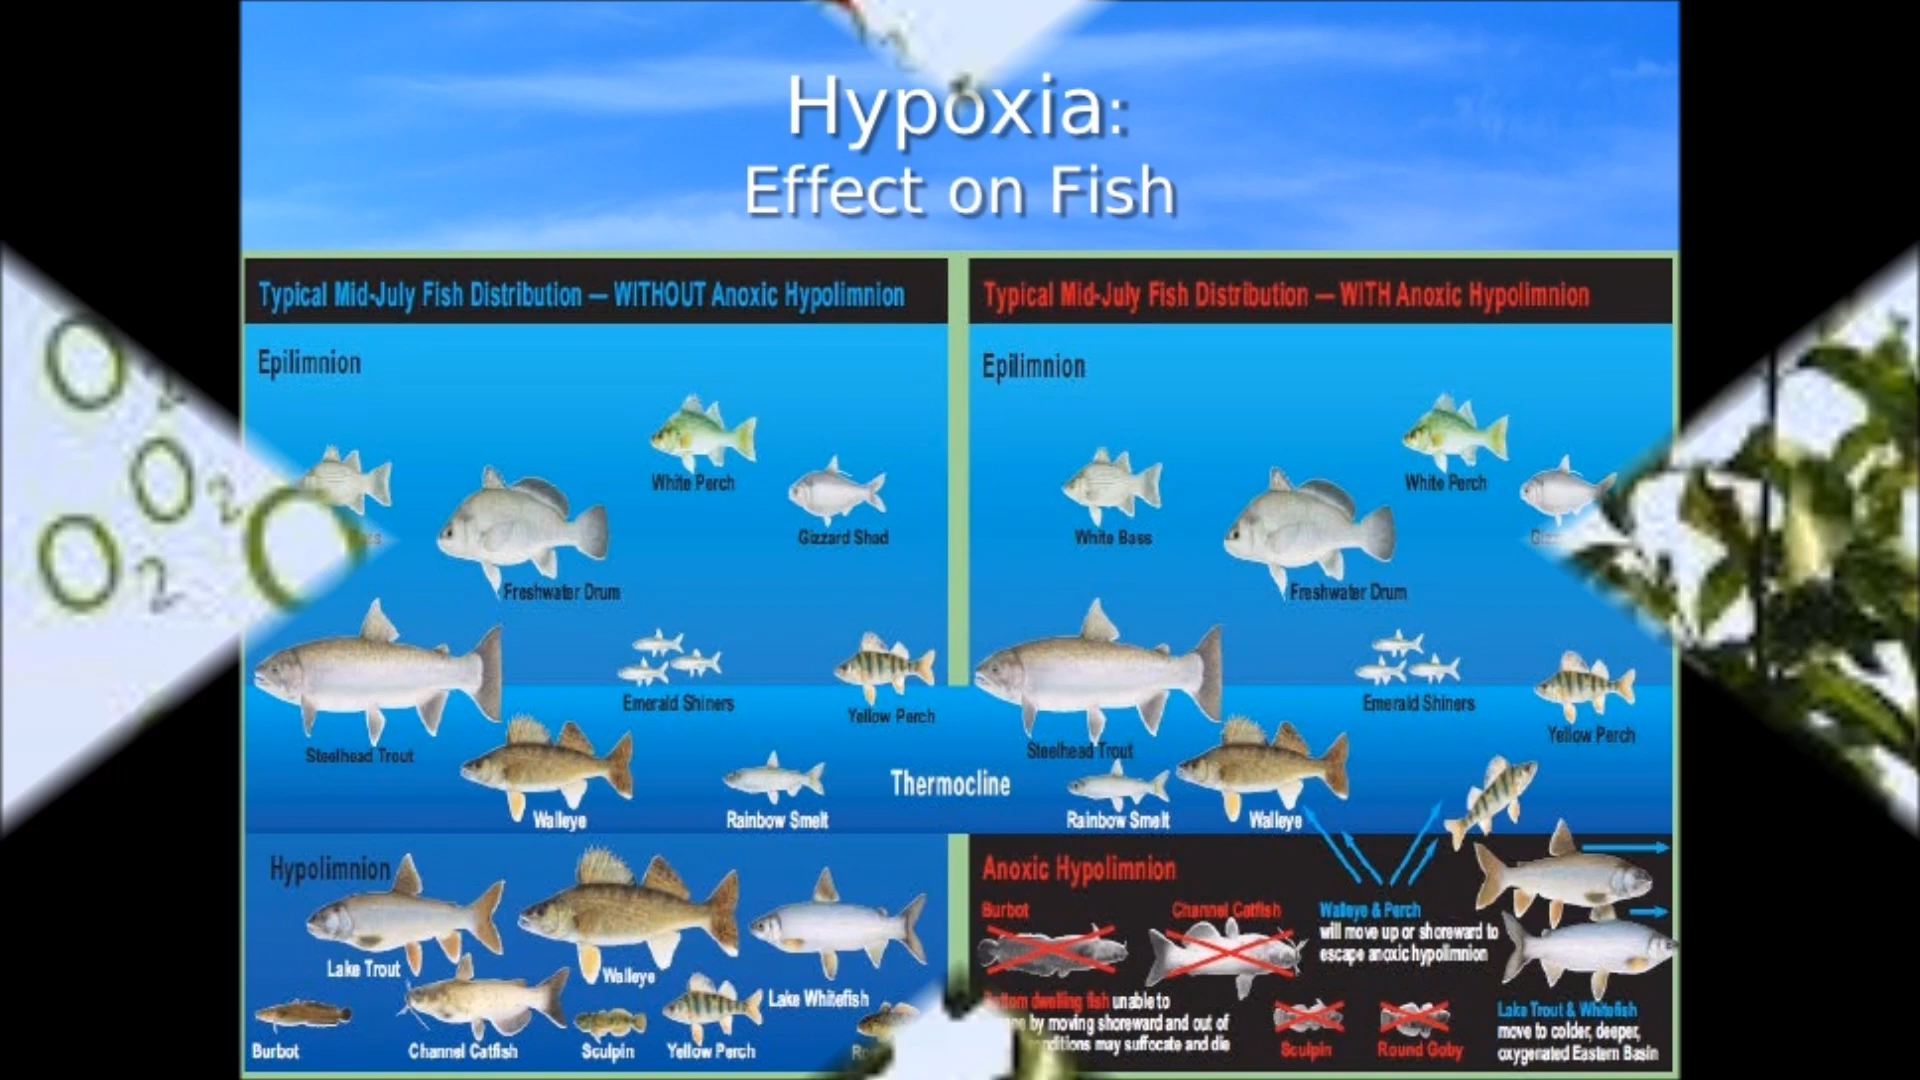 Hypoxia:
Effect on Fish
Typical Mid-July Fish Distribution — WITHOUT Anoxic Hypolimnion
Epilimnion
White Perch
Gizzard Shad
Freshwater Drum
Emerald Shiners
Yellow Perch
Steelhead Trout
Walleye
Rainbow Smelt
Thermocline
Hypolimnion
Lake Trout
Walleye
Lake Whitefish
Burbot
Channel Catfish
Sculpin
Yellow Perch
Typical Mid-July Fish Distribution — WITH Anoxic Hypolimnion
Epilimnion
White Perch
White Bass
Freshwater Drum
Emerald Shiners
Yellow Perch
Steelhead Trout
Rainbow Smelt
Walleye
Anoxic Hypolimnion
Burbot
Channel Catfish
Walleye & Perch
will move up or shoreward to
escape anoxic hypolimnion
dwelling fish unable to
by moving shoreward and out of
may suffocate and die
Sculpin
Round Goby
Lake Trout & Whitefish
move to colder, deeper,
oxygenated Eastern Basin